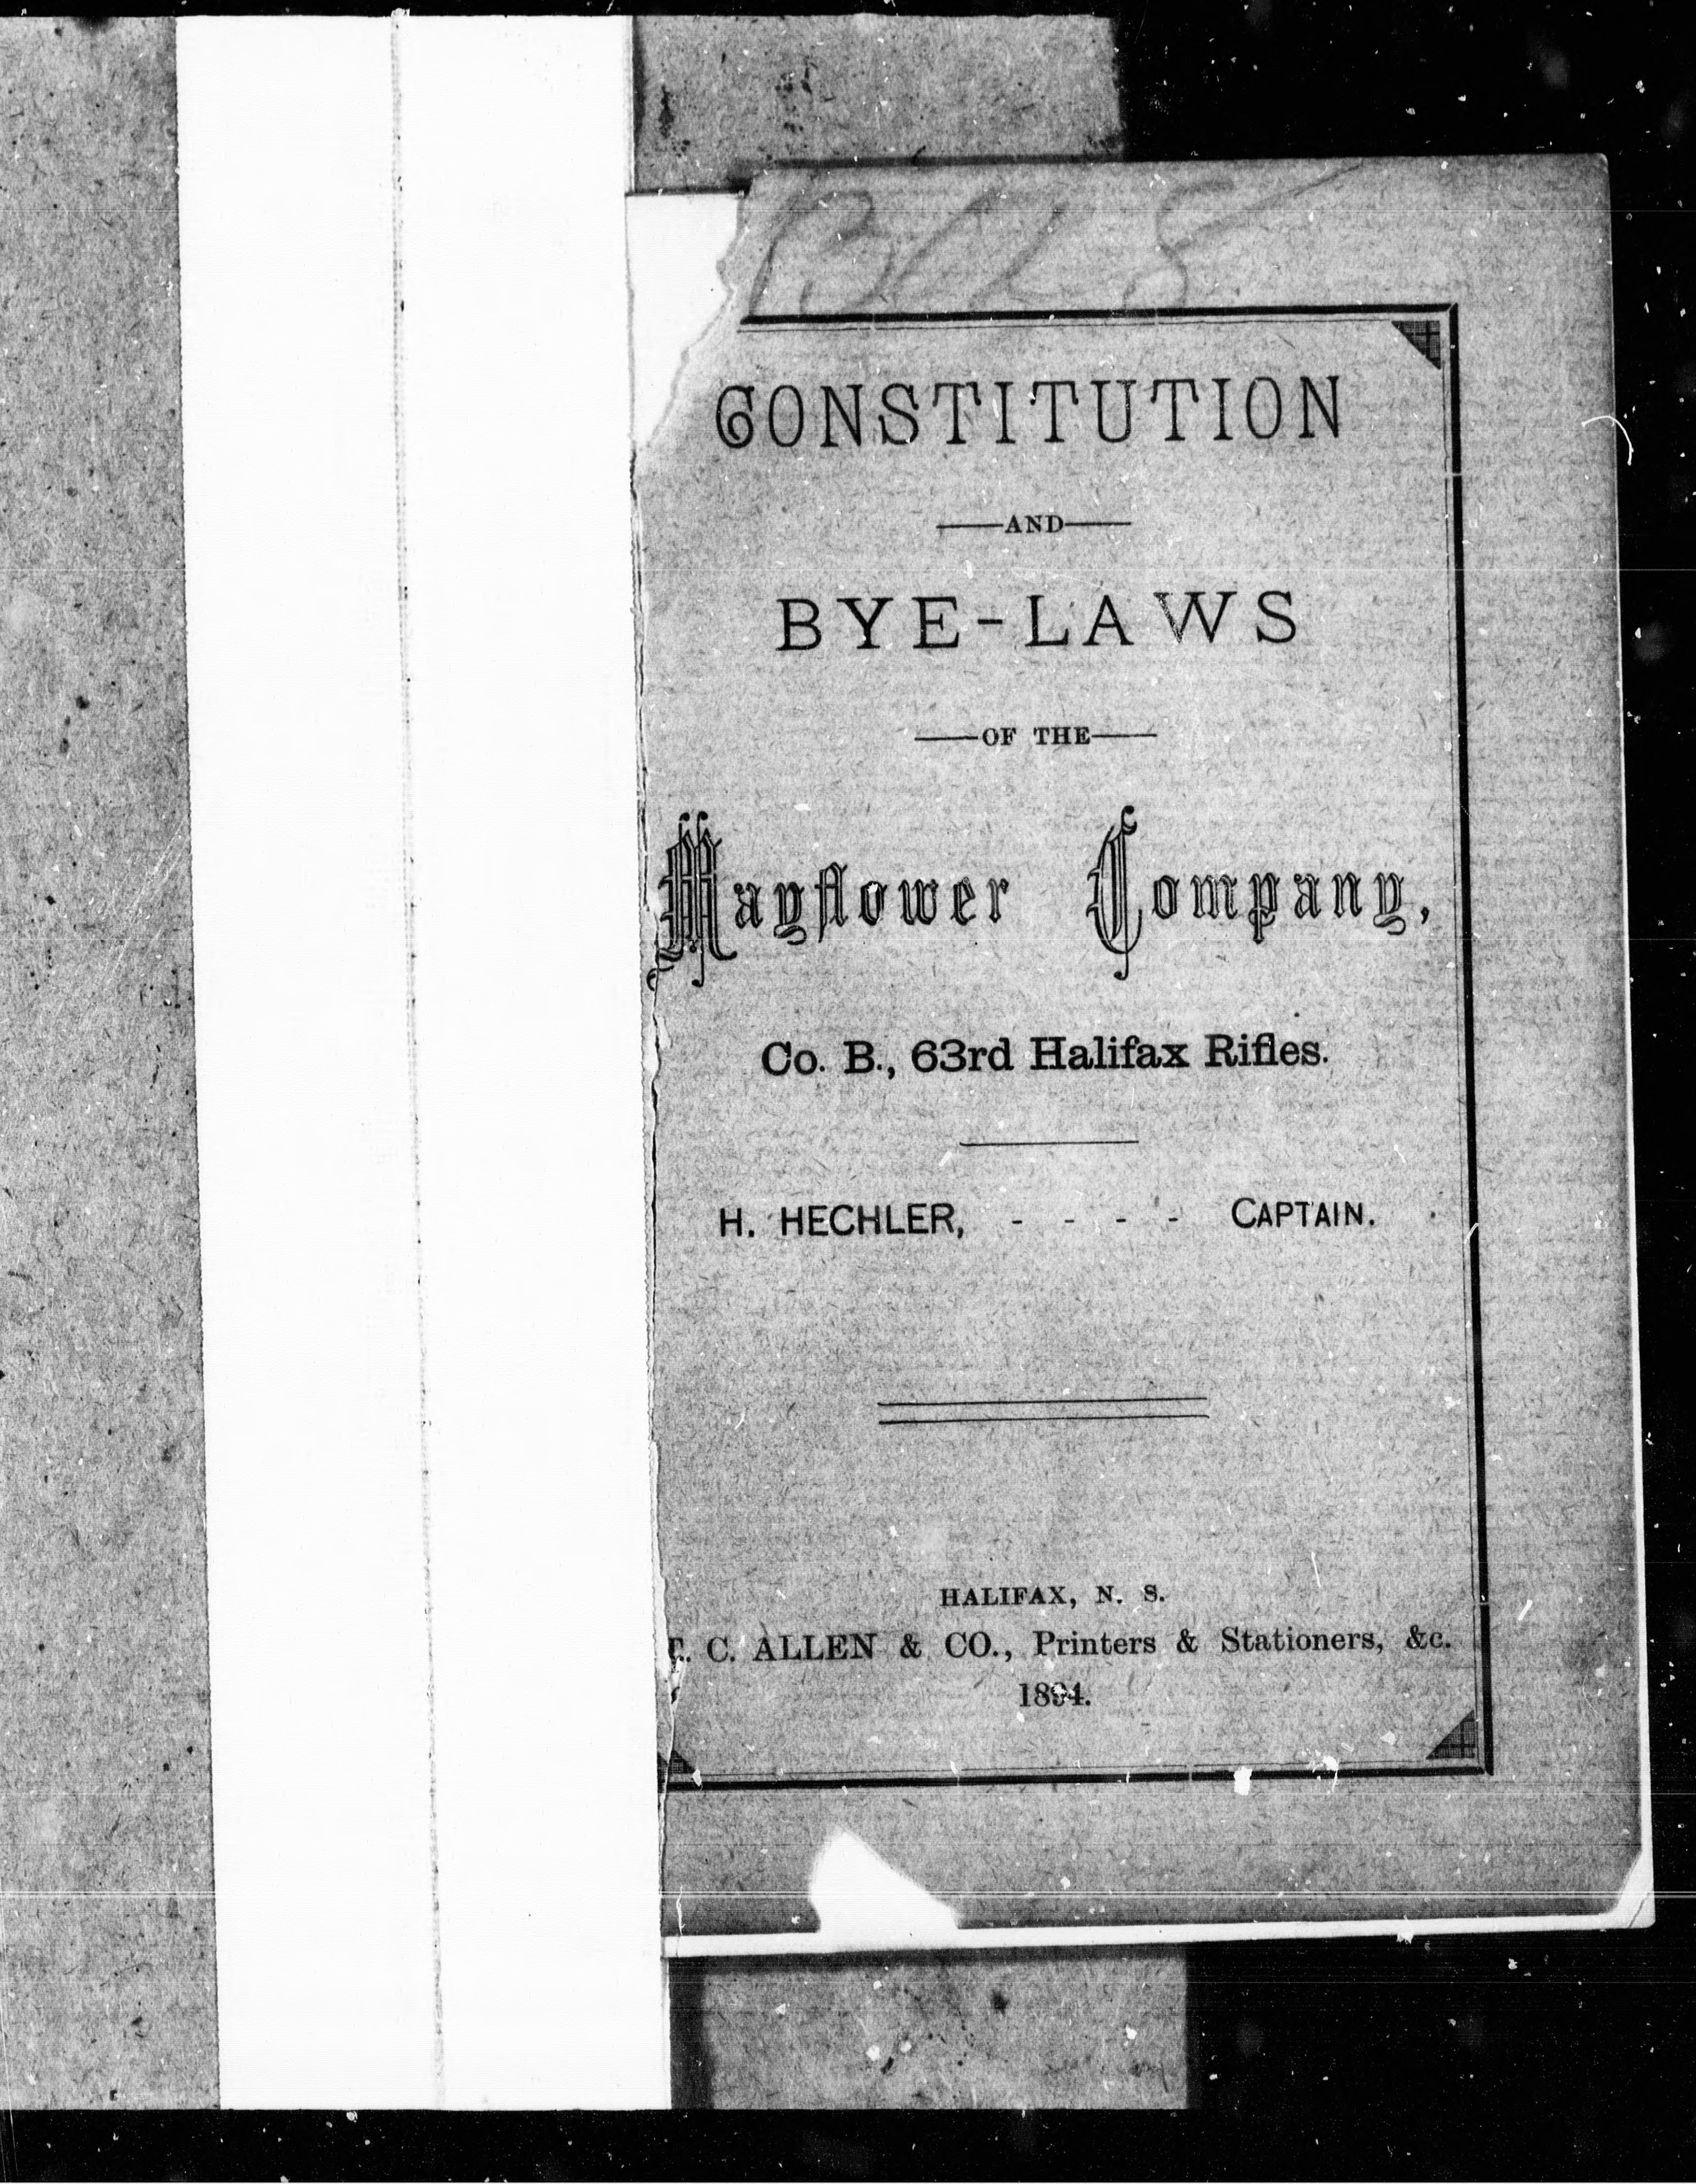 CONSTITUTION
AND
BYE-LAWS
OF THE
Mayflower Company,
Co. B., 63rd Halifax Rifles.
H. HECHLER, - - - - CAPTAIN.
HALIFAX, N. S.
T. C. ALLEN & CO., Printers & Stationers, &c.
1894.